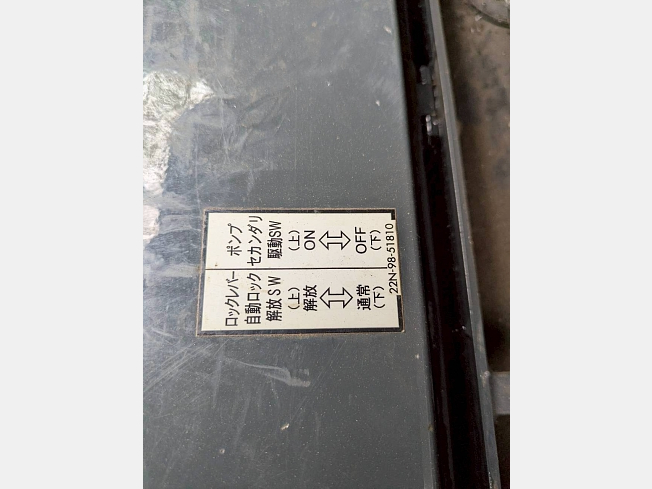 ロックレバー
自動ロック
解放SW
(上)
解放
⇕
通常
(下)
ポンプ
セカンダリ
駆動SW
(上)
ON
⇕
OFF
(下)
22N-98-51810